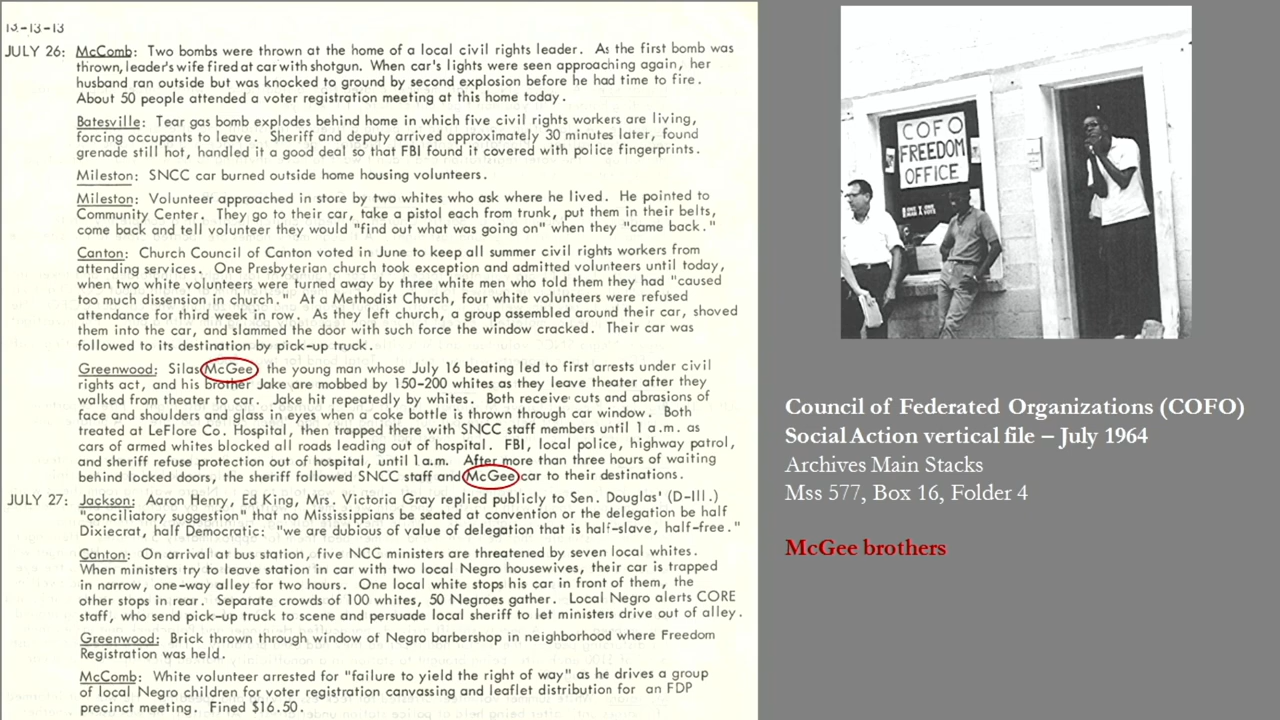 13-13-13
JULY 26: McComb: Two bombs were thrown at the home of a local civil rights leader. As the first bomb was
thrown, leader's wife fired at car with shotgun. When car's lights were seen approaching again, her
husband ran outside but was knocked to ground by second explosion before he had time to fire.
About 50 people attended a voter registration meeting at this home today.
Batesville: Tear gas bomb explodes behind home in which five civil rights workers are living,
forcing occupants to leave. Sheriff and deputy arrived approximately 30 minutes later, found
grenade still hot, handled it a good deal so that FBI found it covered with police fingerprints.
Mileston: SNCC car burned outside home housing volunteers.
Mileston: Volunteer approached in store by two whites who ask where he lived. He pointed to
Community Center. They go to their car, take a pistol each from trunk, put them in their belts,
come back and tell volunteer they would "find out what was going on" when they "came back."
Canton: Church Council of Canton voted in June to keep all summer civil rights workers from
attending services. One Presbyterian church took exception and admitted volunteers until today,
when two white volunteers were turned away by three white men who told them they had "caused
too much dissension in church." At a Methodist Church, four white volunteers were refused
attendance for third week in row. As they left church, a group assembled around their car, shoved
them into the car, and slammed the door with such force the window cracked. Their car was
followed to its destination by pick-up truck.
Greenwood: Silas McGee the young man whose July 16 beating led to first arrests under civil
rights act, and his brother Jake are mobbed by 150-200 whites as they leave theater after they
walked from theater to car. Jake hit repeatedly by whites. Both receive cuts and abrasions of
face and shoulders and glass in eyes when a coke bottle is thrown through car window. Both
treated at LeFlore Co. Hospital, then trapped there with SNCC staff members until 1 a.m. as
cars of armed whites blocked all roads leading out of hospital. FBI, local police, highway patrol,
and sheriff refuse protection out of hospital, until 1 a.m. After more than three hours of waiting
behind locked doors, the sheriff followed SNCC staff and McGee car to their destinations.
JULY 27: Jackson: Aaron Henry, Ed King, Mrs. Victoria Gray replied publicly to Sen. Douglas' (D-Ill.)
"conciliatory suggestion" that no Mississippians be seated at convention or the delegation be half
Dixiecrat, half Democratic: "we are dubious of value of delegation that is half-slave, half-free."
Canton: On arrival at bus station, five NCC ministers are threatened by seven local whites.
When ministers try to leave station in car with two local Negro housewives, their car is trapped
in narrow, one-way alley for two hours. One local white stops his car in front of them, the
other stops in rear. Separate crowds of 100 whites, 50 Negroes gather. Local Negro alerts CORE
staff, who send pick-up truck to scene and persuade local sheriff to let ministers drive out of alley.
Greenwood: Brick thrown through window of Negro barbershop in neighborhood where Freedom
Registration was held.
McComb: White volunteer arrested for "failure to yield the right of way" as he drives a group
of local Negro children for voter registration canvassing and leaflet distribution for an FDP
precinct meeting. Fined $16.50.
COFO
FREEDOM
OFFICE
Council of Federated Organizations (COFO)
Social Action vertical file – July 1964
Archives Main Stacks
Mss 577, Box 16, Folder 4
McGee brothers